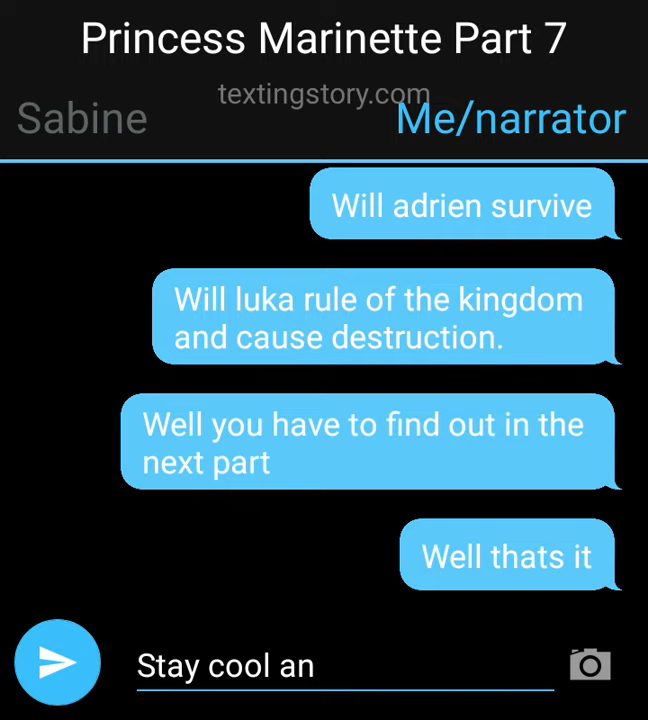 Princess Marinette Part 7
textingstory.com
Sabine
Me/narrator
Will adrien survive
Will luka rule of the kingdom
and cause destruction.
Well you have to find out in the
next part
Well thats it
Stay cool an